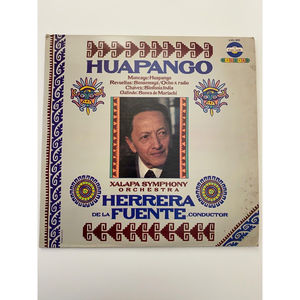 HUAPANGO
Moncayo: Huapango
Revueltas: Sensemayá / Ocho x radio
Chávez: Sinfonía India
Galindo: Sones de Mariachi
XALAPA SYMPHONY
ORCHESTRA
HERRERA
DE LA FUENTE, CONDUCTOR